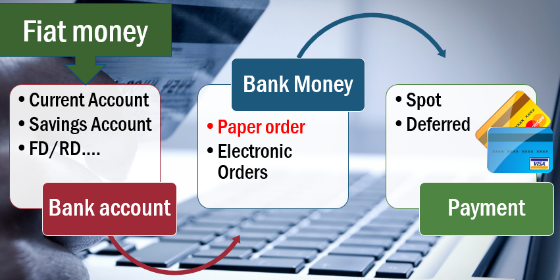 Fiat money
• Current Account
• Savings Account
• FD/RD....
Bank account
Bank Money
• Paper order
• Electronic
Orders
• Spot
• Deferred
VISA
Payment